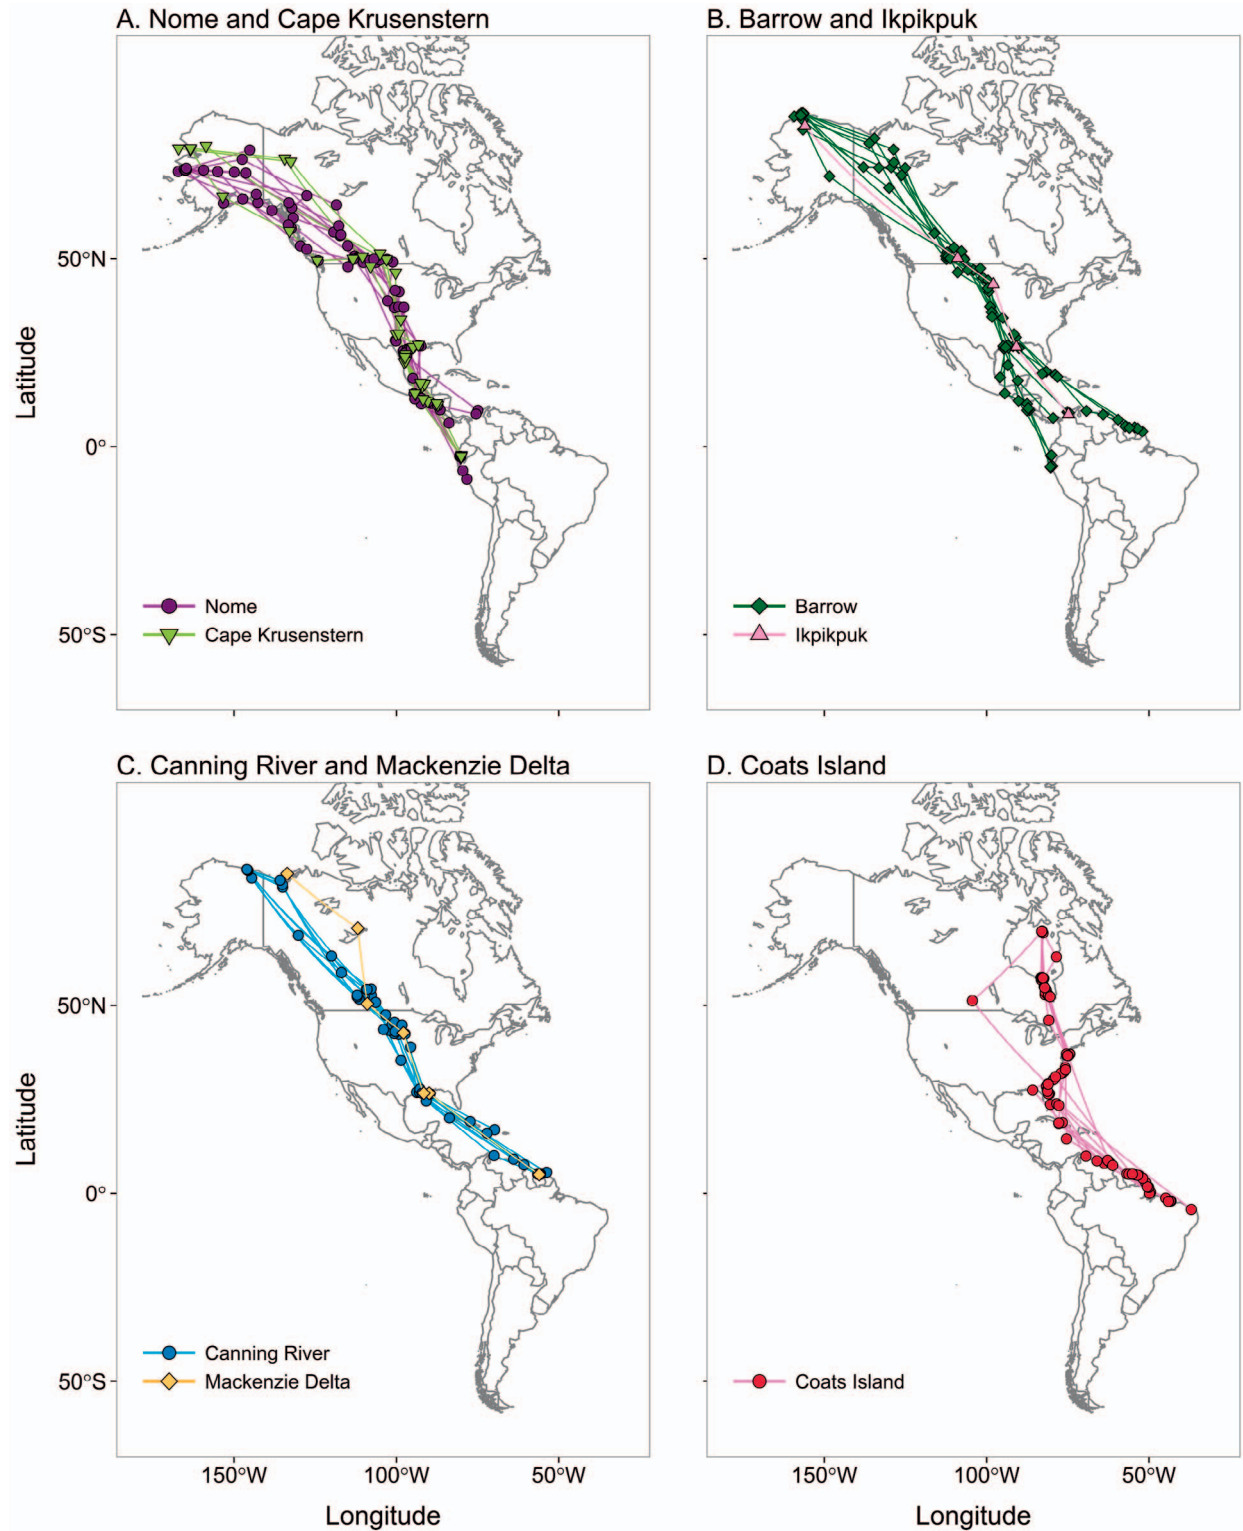 A. Nome and Cape Krusenstern
B. Barrow and Ikpikpuk
50°N
0°
50°S
Latitude
Nome
Cape Krusenstern
Barrow
Ikpikpuk
C. Canning River and Mackenzie Delta
D. Coats Island
50°N
0°
50°S
Latitude
Canning River
Mackenzie Delta
Coats Island
150°W
100°W
50°W
150°W
100°W
50°W
Longitude
Longitude